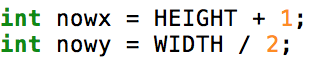 int nowx = HEIGHT + 1;
int nowy = WIDTH / 2;